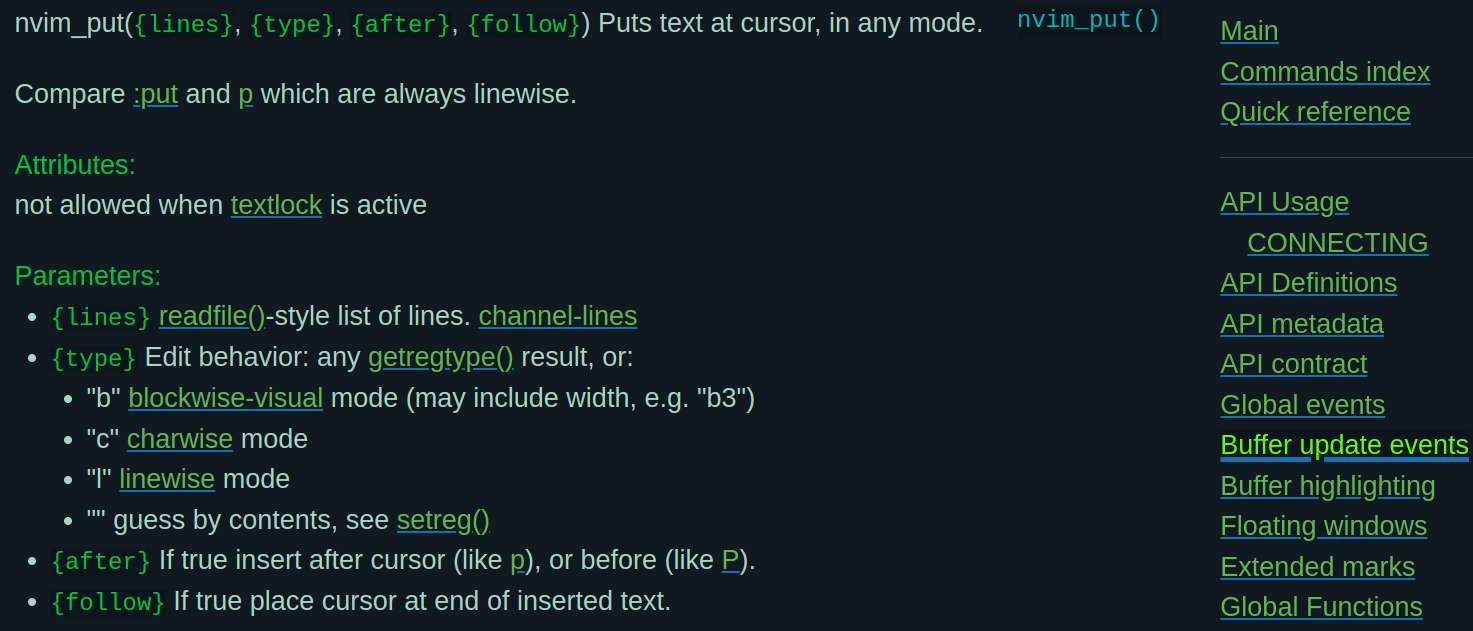 nvim_put({lines}, {type}, {after}, {follow}) Puts text at cursor, in any mode. nvim_put()
Compare :put and p which are always linewise.
Attributes:
not allowed when textlock is active
Parameters:
• {lines} readfile()-style list of lines. channel-lines
• {type} Edit behavior: any getregtype() result, or:
• "b" blockwise-visual mode (may include width, e.g. "b3")
• "c" charwise mode
• "l" linewise mode
• "" guess by contents, see setreg()
• {after} If true insert after cursor (like p), or before (like P).
• {follow} If true place cursor at end of inserted text.
Main
Commands index
Quick reference
API Usage
CONNECTING
API Definitions
API metadata
API contract
Global events
Buffer update events
Buffer highlighting
Floating windows
Extended marks
Global Functions